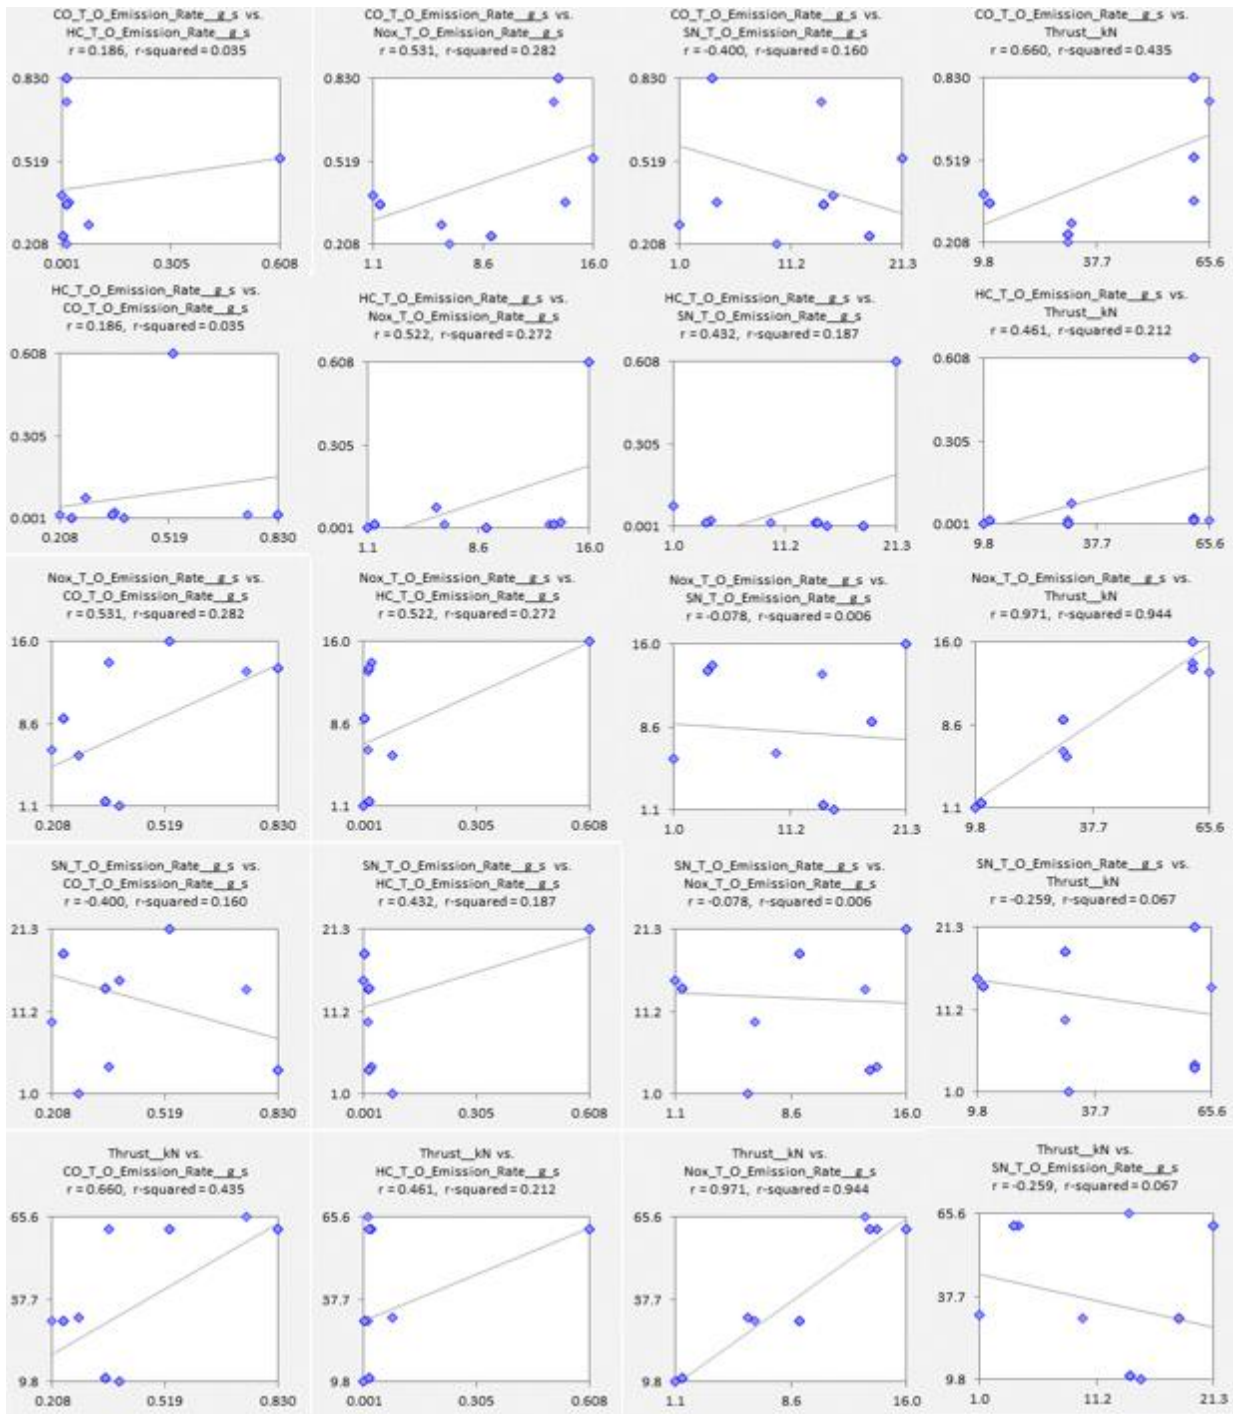 CO_T_O_Emission_Rate__g_s vs.
HC_T_O_Emission_Rate__g_s
r = 0.186, r-squared = 0.035
0.830
0.519
0.208
0.001 0.305 0.608
CO_T_O_Emission_Rate__g_s vs.
Nox_T_O_Emission_Rate__g_s
r = 0.531, r-squared = 0.282
0.830
0.519
0.208
1.1 8.6 16.0
CO_T_O_Emission_Rate__g_s vs.
SN_T_O_Emission_Rate__g_s
r = -0.400, r-squared = 0.160
0.830
0.519
0.208
1.0 11.2 21.3
CO_T_O_Emission_Rate__g_s vs.
Thrust__kN
r = 0.660, r-squared = 0.435
0.830
0.519
0.208
9.8 37.7 65.6
HC_T_O_Emission_Rate__g_s vs.
CO_T_O_Emission_Rate__g_s
r = 0.186, r-squared = 0.035
0.608
0.305
0.001
0.208 0.519 0.830
HC_T_O_Emission_Rate__g_s vs.
Nox_T_O_Emission_Rate__g_s
r = 0.522, r-squared = 0.272
0.608
0.305
0.001
1.1 8.6 16.0
HC_T_O_Emission_Rate__g_s vs.
SN_T_O_Emission_Rate__g_s
r = 0.432, r-squared = 0.187
0.608
0.305
0.001
1.0 11.2 21.3
HC_T_O_Emission_Rate__g_s vs.
Thrust__kN
r = 0.461, r-squared = 0.212
0.608
0.305
0.001
9.8 37.7 65.6
Nox_T_O_Emission_Rate__g_s vs.
CO_T_O_Emission_Rate__g_s
r = 0.531, r-squared = 0.282
16.0
8.6
1.1
0.208 0.519 0.830
Nox_T_O_Emission_Rate__g_s vs.
HC_T_O_Emission_Rate__g_s
r = 0.522, r-squared = 0.272
16.0
8.6
1.1
0.001 0.305 0.608
Nox_T_O_Emission_Rate__g_s vs.
SN_T_O_Emission_Rate__g_s
r = -0.078, r-squared = 0.006
16.0
8.6
1.1
1.0 11.2 21.3
Nox_T_O_Emission_Rate__g_s vs.
Thrust__kN
r = 0.971, r-squared = 0.944
16.0
8.6
1.1
9.8 37.7 65.6
SN_T_O_Emission_Rate__g_s vs.
CO_T_O_Emission_Rate__g_s
r = -0.400, r-squared = 0.160
21.3
11.2
1.0
0.208 0.519 0.830
SN_T_O_Emission_Rate__g_s vs.
HC_T_O_Emission_Rate__g_s
r = 0.432, r-squared = 0.187
21.3
11.2
1.0
0.001 0.305 0.608
SN_T_O_Emission_Rate__g_s vs.
Nox_T_O_Emission_Rate__g_s
r = -0.078, r-squared = 0.006
21.3
11.2
1.0
1.1 8.6 16.0
SN_T_O_Emission_Rate__g_s vs.
Thrust__kN
r = -0.259, r-squared = 0.067
21.3
11.2
1.0
9.8 37.7 65.6
Thrust__kN vs.
CO_T_O_Emission_Rate__g_s
r = 0.660, r-squared = 0.435
65.6
37.7
9.8
0.208 0.519 0.830
Thrust__kN vs.
HC_T_O_Emission_Rate__g_s
r = 0.461, r-squared = 0.212
65.6
37.7
9.8
0.001 0.305 0.608
Thrust__kN vs.
Nox_T_O_Emission_Rate__g_s
r = 0.971, r-squared = 0.944
65.6
37.7
9.8
1.1 8.6 16.0
Thrust__kN vs.
SN_T_O_Emission_Rate__g_s
r = -0.259, r-squared = 0.067
65.6
37.7
9.8
1.0 11.2 21.3